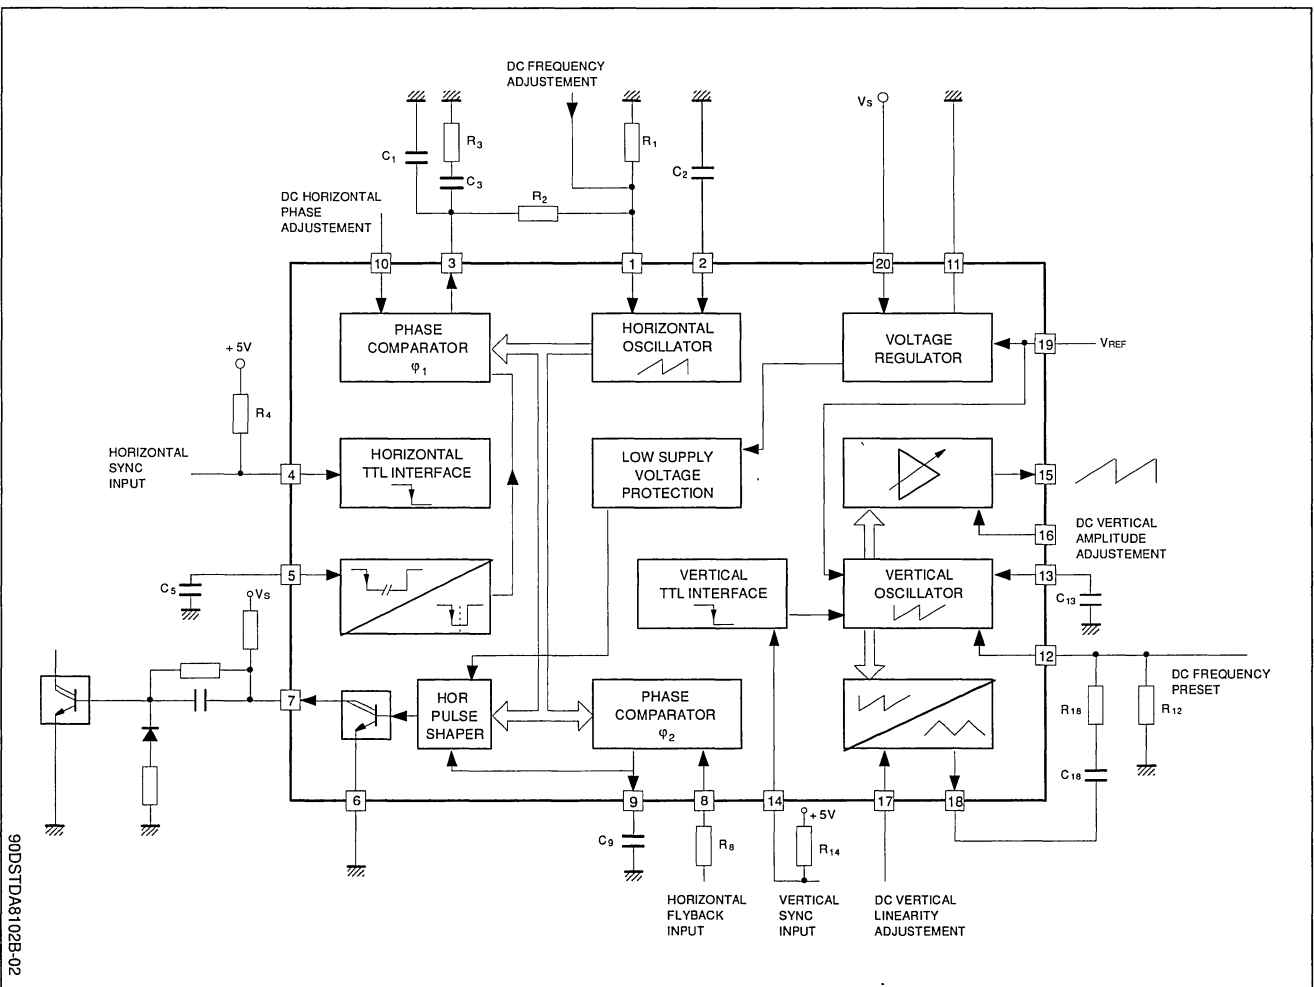 DC FREQUENCY
ADJUSTEMENT
Vs
C1
R3
C3
R1
C2
R2
DC HORIZONTAL
PHASE
ADJUSTEMENT
10
3
1
2
20
11
PHASE
COMPARATOR
φ1
HORIZONTAL
OSCILLATOR
VOLTAGE
REGULATOR
19
VREF
+ 5V
R4
HORIZONTAL
SYNC
INPUT
4
HORIZONTAL
TTL INTERFACE
LOW SUPPLY
VOLTAGE
PROTECTION
15
16
DC VERTICAL
AMPLITUDE
ADJUSTEMENT
5
C5
Vs
VERTICAL
TTL INTERFACE
VERTICAL
OSCILLATOR
13
C13
12
DC FREQUENCY
PRESET
R18
R12
C18
7
HOR
PULSE
SHAPER
PHASE
COMPARATOR
φ2
6
9
8
14
17
18
C9
R8
+ 5V
R14
HORIZONTAL
FLYBACK
INPUT
VERTICAL
SYNC
INPUT
DC VERTICAL
LINEARITY
ADJUSTEMENT
90DSTDA8102B-02